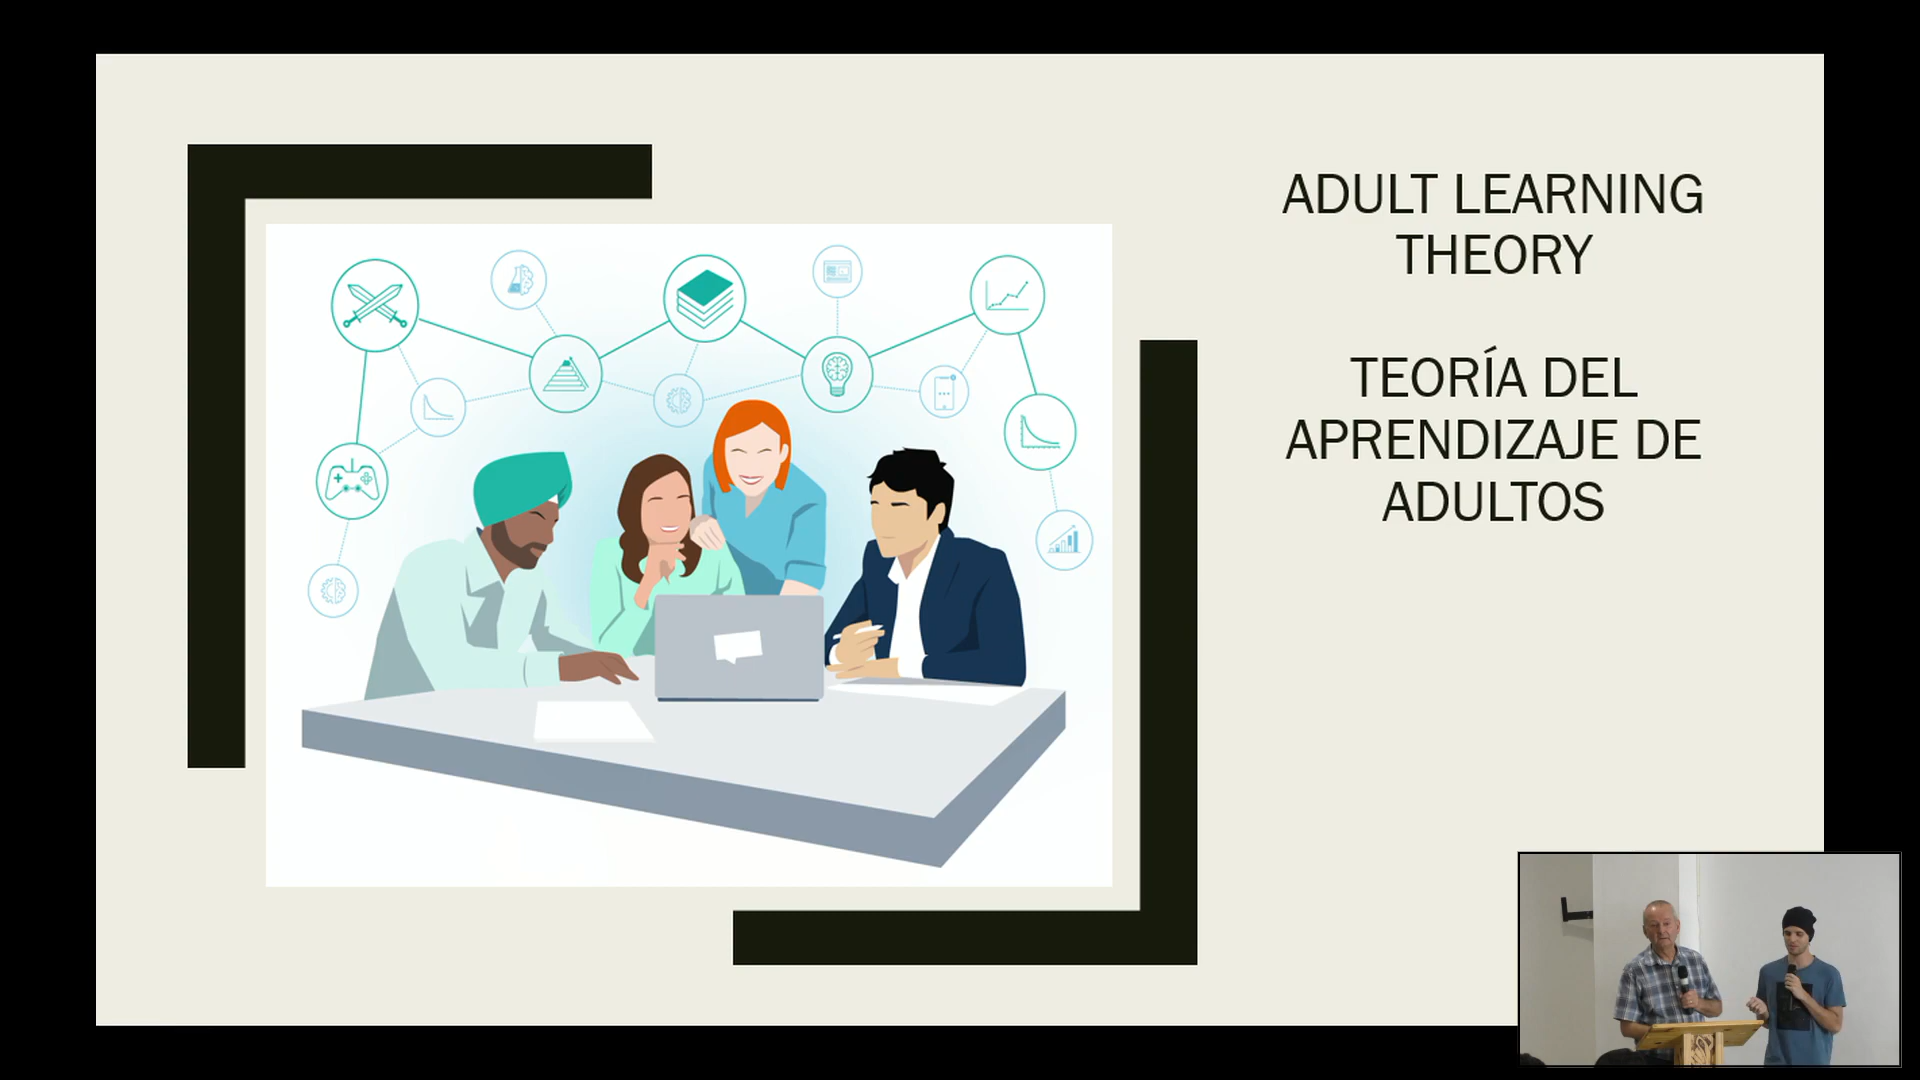 ADULT LEARNING
THEORY
TEORÍA DEL
APRENDIZAJE DE
ADULTOS